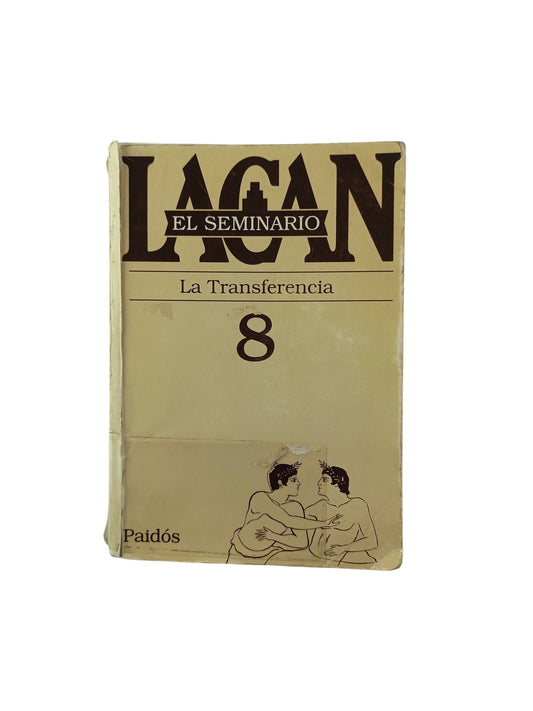 LACAN
EL SEMINARIO
La Transferencia
8
Paidós